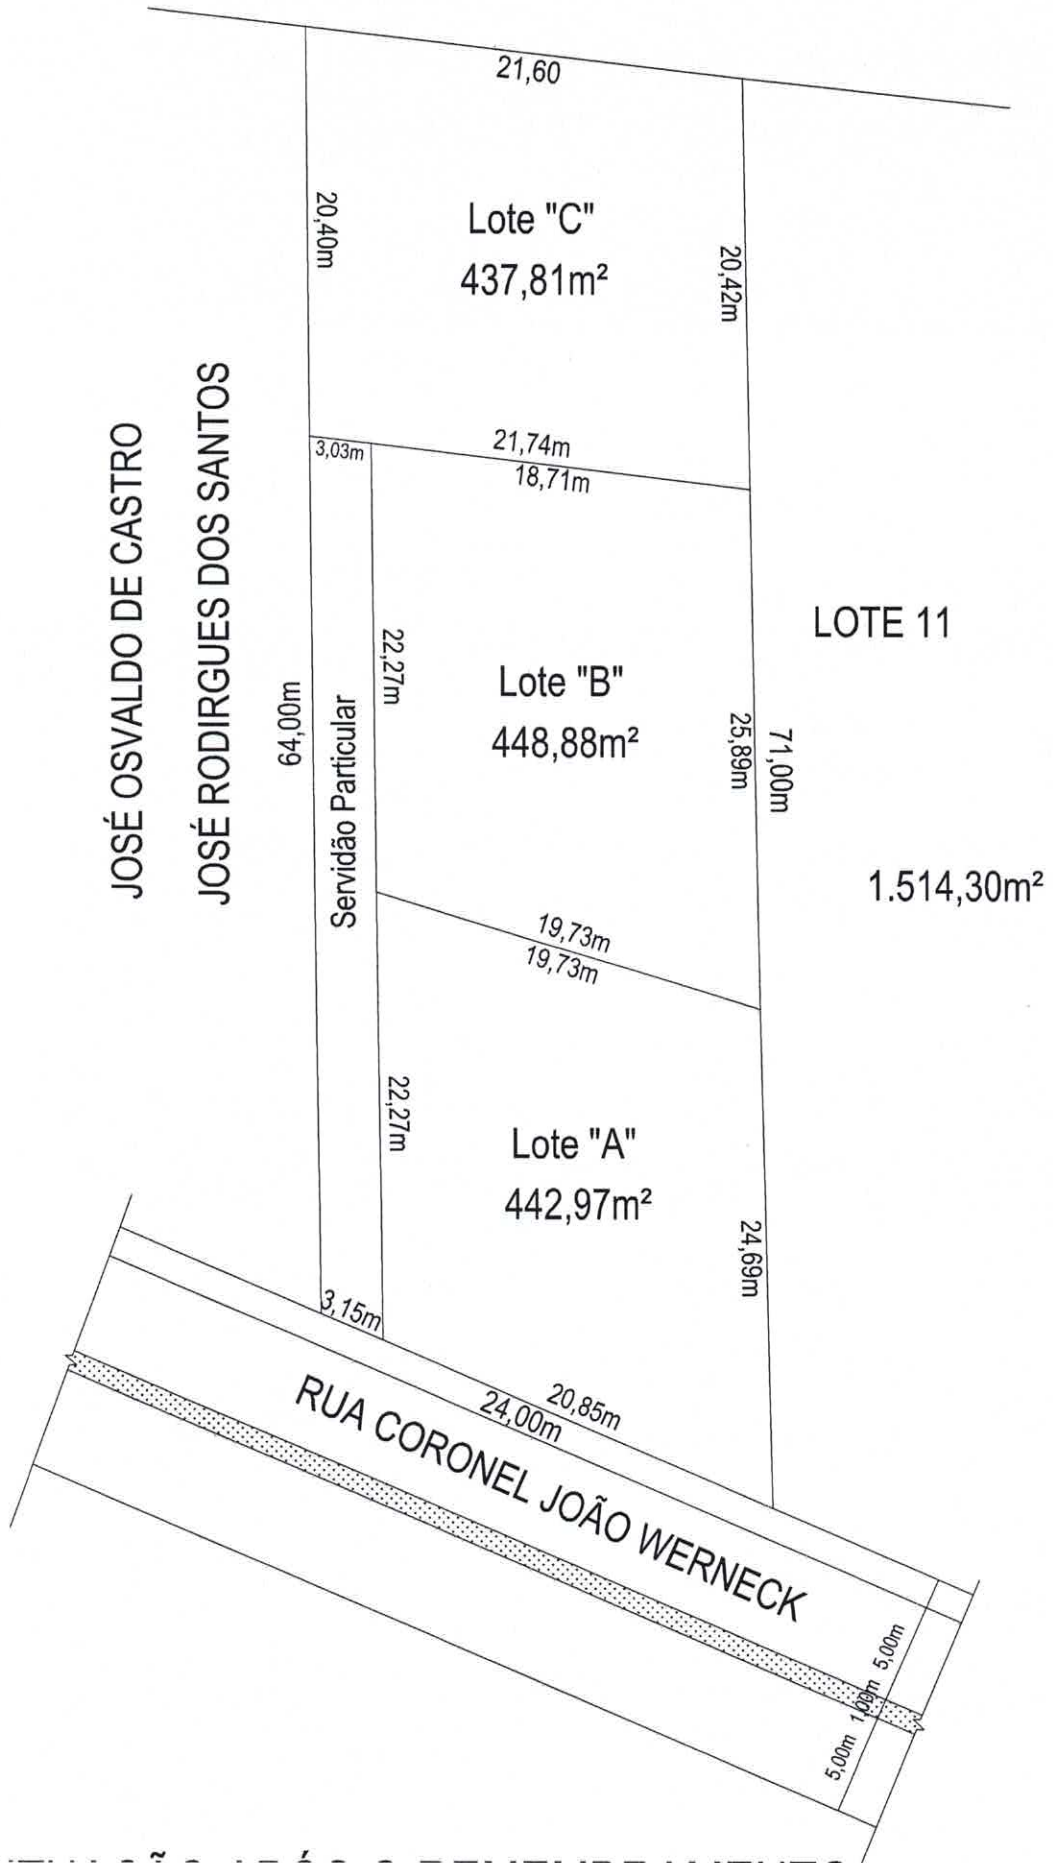 21,60
20,40m
Lote "C"
437,81m²
20,42m
3,03m
21,74m
18,71m
JOSÉ OSVALDO DE CASTRO
JOSÉ RODIRGUES DOS SANTOS
64,00m
Servidão Particular
22,27m
Lote "B"
448,88m²
25,89m
71,00m
LOTE 11
1.514,30m²
19,73m
19,73m
22,27m
Lote "A"
442,97m²
24,69m
3,15m
20,85m
24,00m
RUA CORONEL JOÃO WERNECK
5,00m
1,00m
5,00m